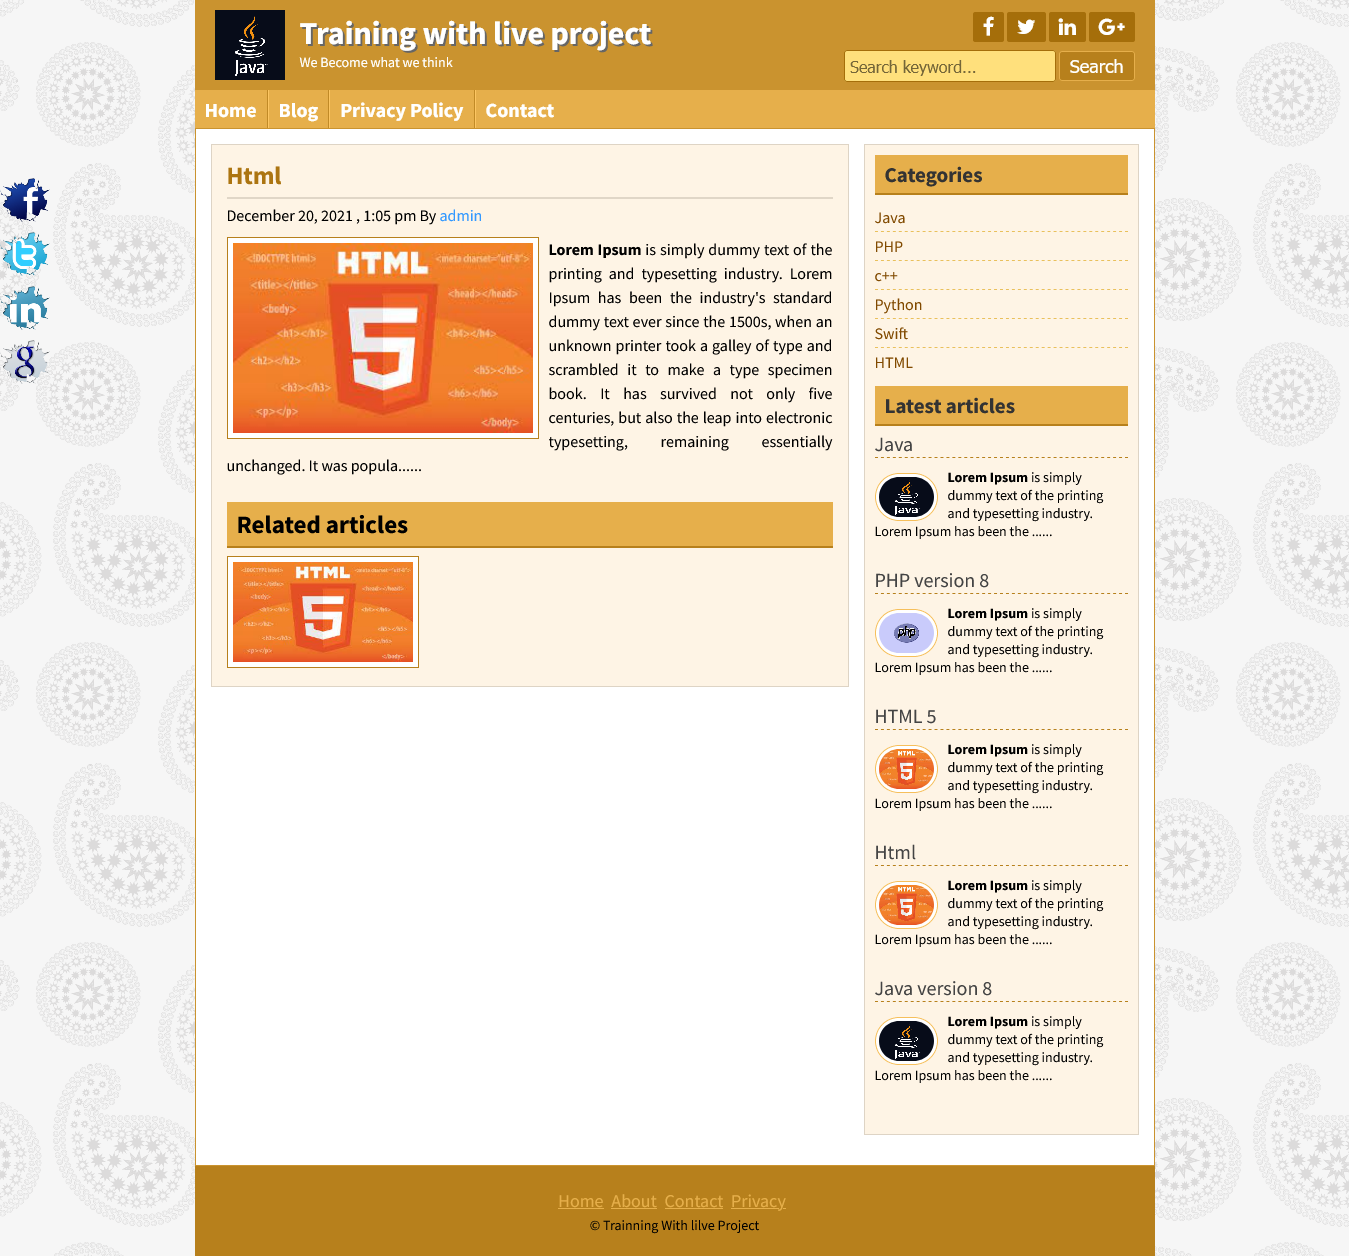 Java
Training with live project
We Become what we think
Search keyword...
Search
Home
Blog
Privacy Policy
Contact
Html
December 20, 2021 , 1:05 pm By admin
<!DOCTYPE html>
HTML
<meta charset="utf-8">
<title></title>
<head></head>
<body>
<h1></h1>
<h4></h4>
<h2></h2>
<h5></h5>
<h3></h3>
<h6></h6>
<p></p>
</body>
5
Lorem Ipsum is simply dummy text of the
printing and typesetting industry. Lorem
Ipsum has been the industry's standard
dummy text ever since the 1500s, when an
unknown printer took a galley of type and
scrambled it to make a type specimen
book. It has survived not only five
centuries, but also the leap into electronic
typesetting, remaining essentially
unchanged. It was popula......
Related articles
HTML
5
Categories
Java
PHP
c++
Python
Swift
HTML
Latest articles
Java
Java
Lorem Ipsum is simply
dummy text of the printing
and typesetting industry.
Lorem Ipsum has been the ......
PHP version 8
php
Lorem Ipsum is simply
dummy text of the printing
and typesetting industry.
Lorem Ipsum has been the ......
HTML 5
HTML
5
Lorem Ipsum is simply
dummy text of the printing
and typesetting industry.
Lorem Ipsum has been the ......
Html
HTML
5
Lorem Ipsum is simply
dummy text of the printing
and typesetting industry.
Lorem Ipsum has been the ......
Java version 8
Java
Lorem Ipsum is simply
dummy text of the printing
and typesetting industry.
Lorem Ipsum has been the ......
Home About Contact Privacy
© Trainning With lilve Project